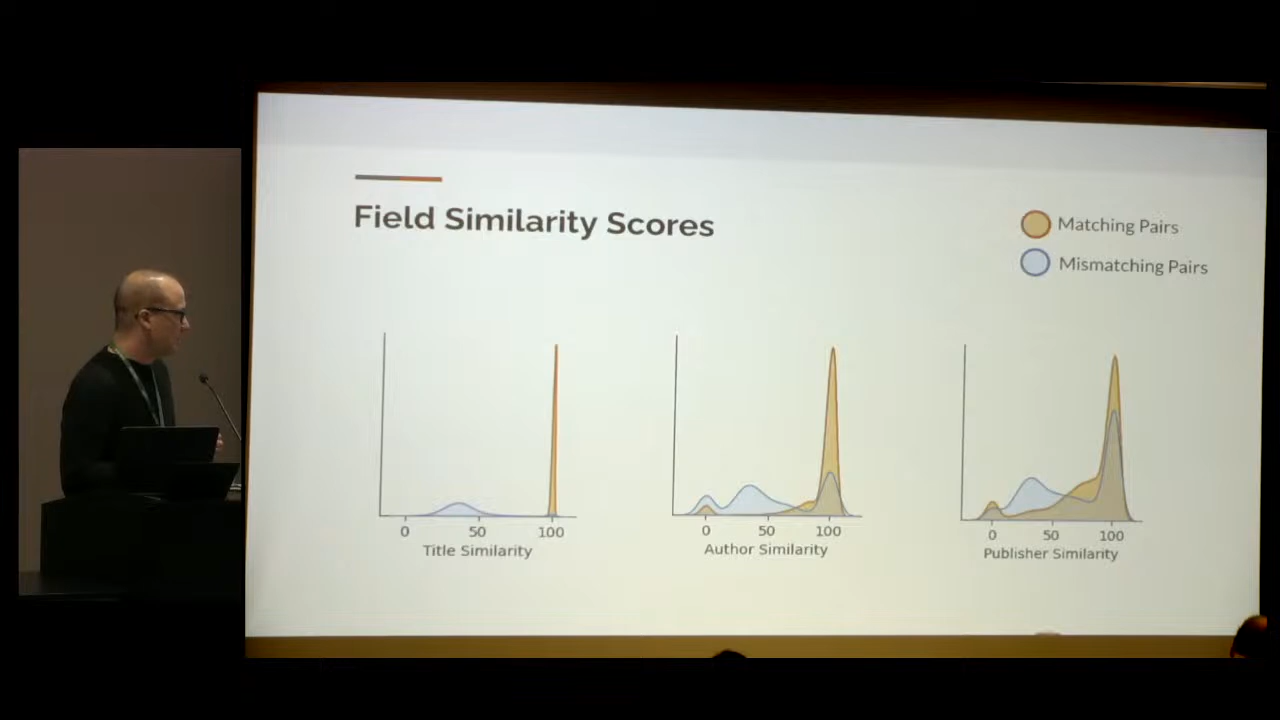 Field Similarity Scores
Matching Pairs
Mismatching Pairs
0 50 100
Title Similarity
0 50 100
Author Similarity
0 50 100
Publisher Similarity